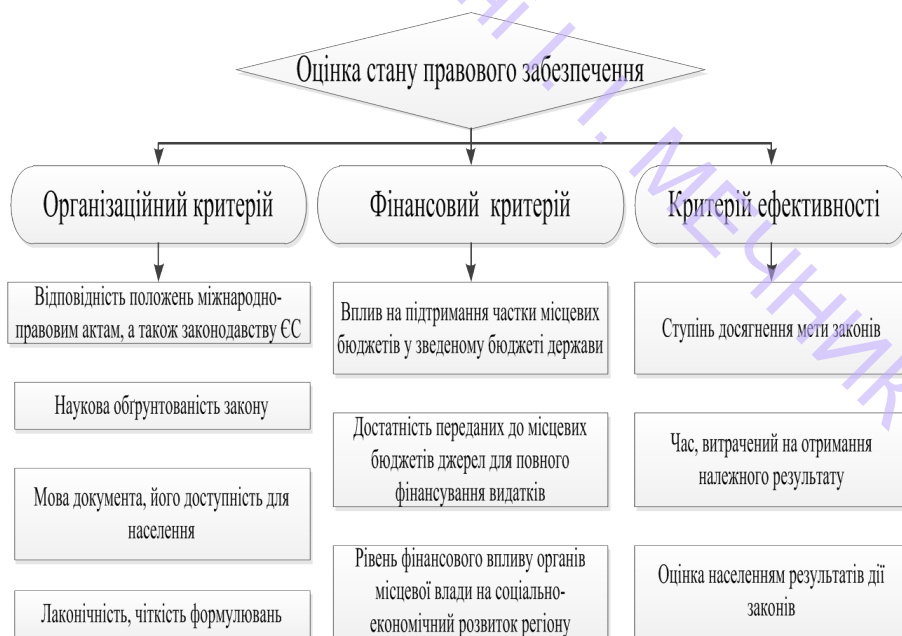 Оцінка стану правового забезпечення
Організаційний критерій
Фінансовий критерій
Критерій ефективності
Відповідність положень міжнародно-
правовим актам, а також законодавству ЄС
Наукова обґрунтованість закону
Мова документа, його доступність для
населення
Лаконічність, чіткість формулювань
Вплив на підтримання частки місцевих
бюджетів у зведеному бюджеті держави
Достатність переданих до місцевих
бюджетів джерел для повного
фінансування видатків
Рівень фінансового впливу органів
місцевої влади на соціально-
економічний розвиток регіону
Ступінь досягнення мети законів
Час, витрачений на отримання
належного результату
Оцінка населенням результатів дії
законів
І. І. МЕЧНИК